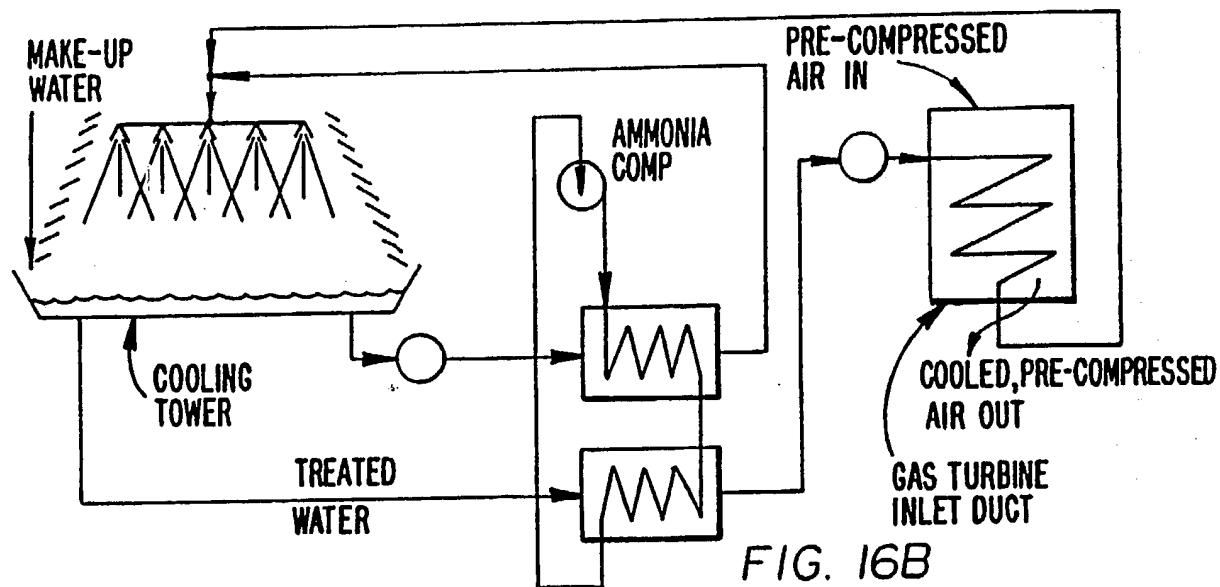 MAKE-UP
WATER
PRE-COMPRESSED
AIR IN
AMMONIA
COMP
COOLING
TOWER
COOLED, PRE-COMPRESSED
AIR OUT
TREATED
WATER
GAS TURBINE
INLET DUCT
FIG. 16B